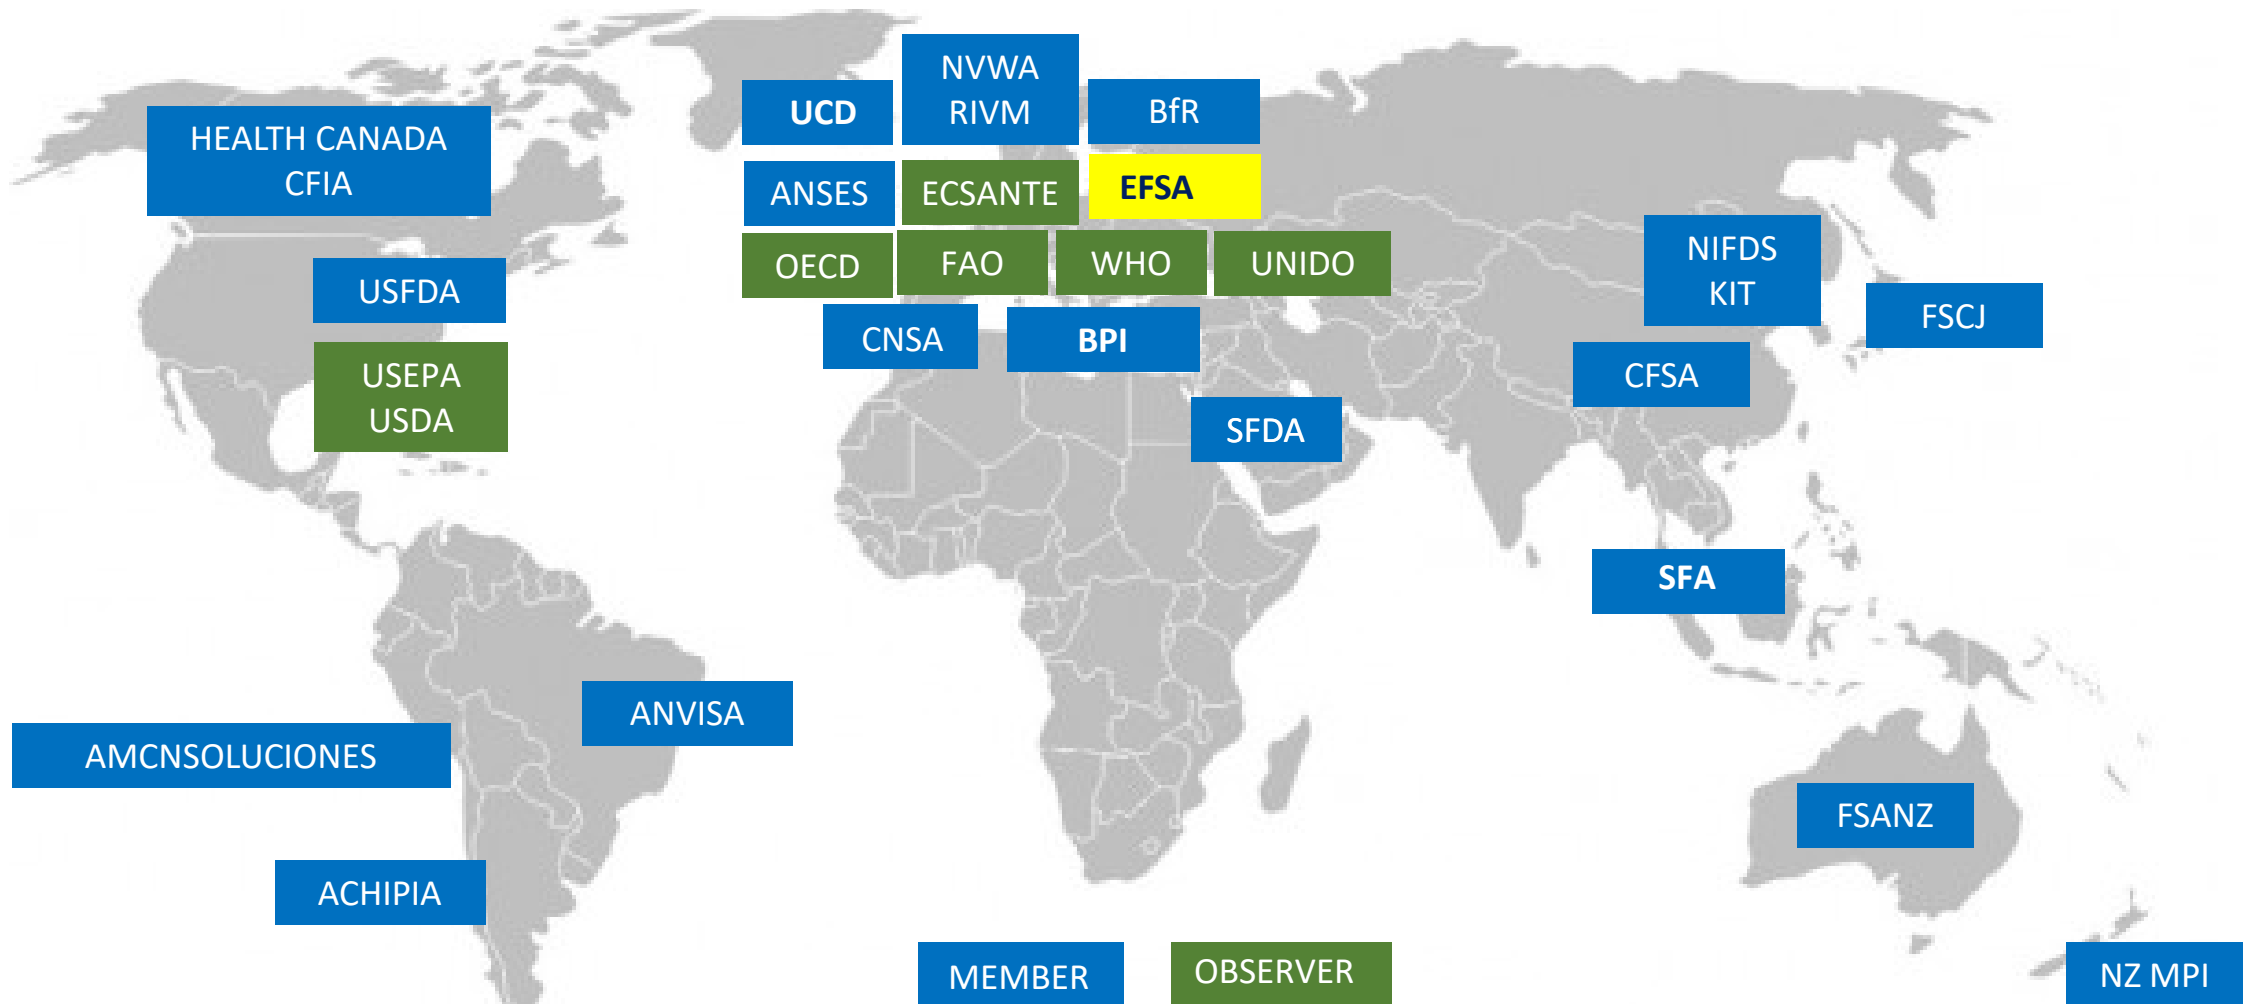 NVWA
RIVM
UCD
BfR
HEALTH CANADA
CFIA
ANSES
ECSANTE
EFSA
OECD
FAO
WHO
UNIDO
NIFDS
KIT
USFDA
FSCJ
CNSA
BPI
USEPA
USDA
CFSA
SFDA
SFA
ANVISA
AMCNSOLUCIONES
FSANZ
ACHIPIA
MEMBER
OBSERVER
NZ MPI